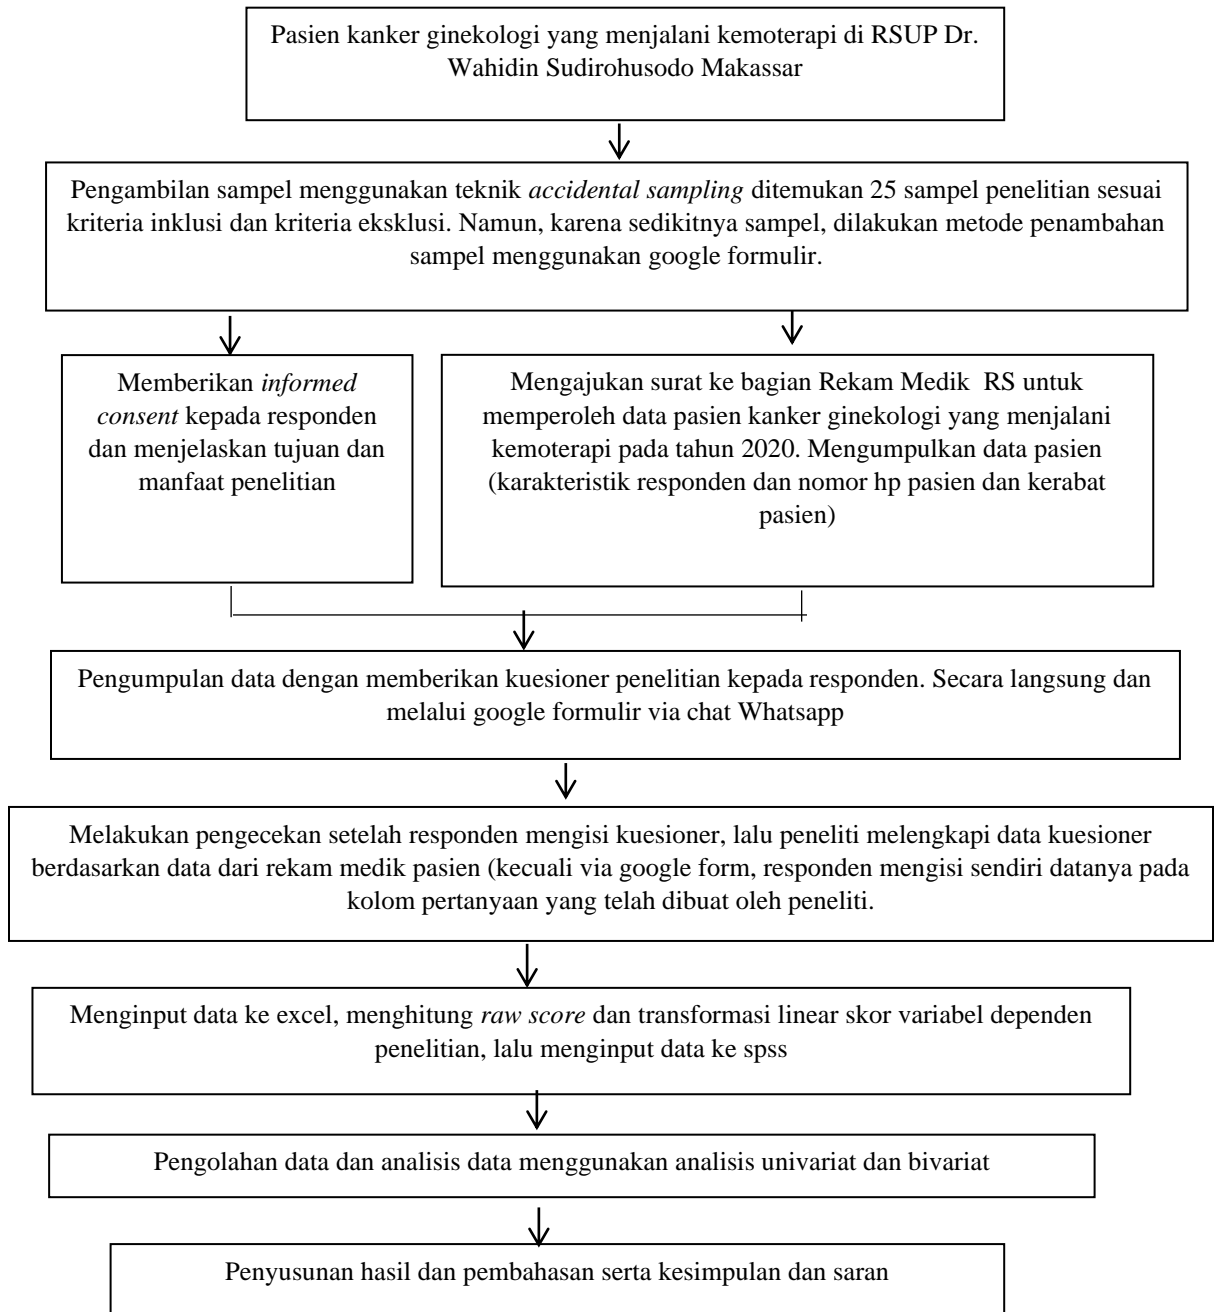 Pasien kanker ginekologi yang menjalani kemoterapi di RSUP Dr.
Wahidin Sudirohusodo Makassar
Pengambilan sampel menggunakan teknik accidental sampling ditemukan 25 sampel penelitian sesuai
kriteria inklusi dan kriteria eksklusi. Namun, karena sedikitnya sampel, dilakukan metode penambahan
sampel menggunakan google formulir.
Memberikan informed
consent kepada responden
dan menjelaskan tujuan dan
manfaat penelitian
Mengajukan surat ke bagian Rekam Medik RS untuk
memperoleh data pasien kanker ginekologi yang menjalani
kemoterapi pada tahun 2020. Mengumpulkan data pasien
(karakteristik responden dan nomor hp pasien dan kerabat
pasien)
Pengumpulan data dengan memberikan kuesioner penelitian kepada responden. Secara langsung dan
melalui google formulir via chat Whatsapp
Melakukan pengecekan setelah responden mengisi kuesioner, lalu peneliti melengkapi data kuesioner
berdasarkan data dari rekam medik pasien (kecuali via google form, responden mengisi sendiri datanya pada
kolom pertanyaan yang telah dibuat oleh peneliti.
Menginput data ke excel, menghitung raw score dan transformasi linear skor variabel dependen
penelitian, lalu menginput data ke spss
Pengolahan data dan analisis data menggunakan analisis univariat dan bivariat
Penyusunan hasil dan pembahasan serta kesimpulan dan saran